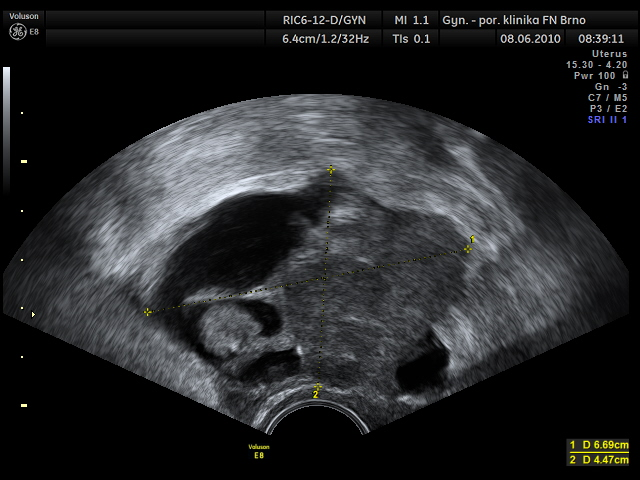 Voluson
E8
RIC6-12-D/GYN
MI 1.1
Gyn. - por. klinika FN Brno
6.4cm/1.2/32Hz
TIs 0.1
08.06.2010
08:39:11
Uterus
15.30 - 4.20
Pwr 100
Gn -3
C7 / M5
P3 / E2
SRI II 1
1
2
Voluson
E8
1 D 6.69cm
2 D 4.47cm